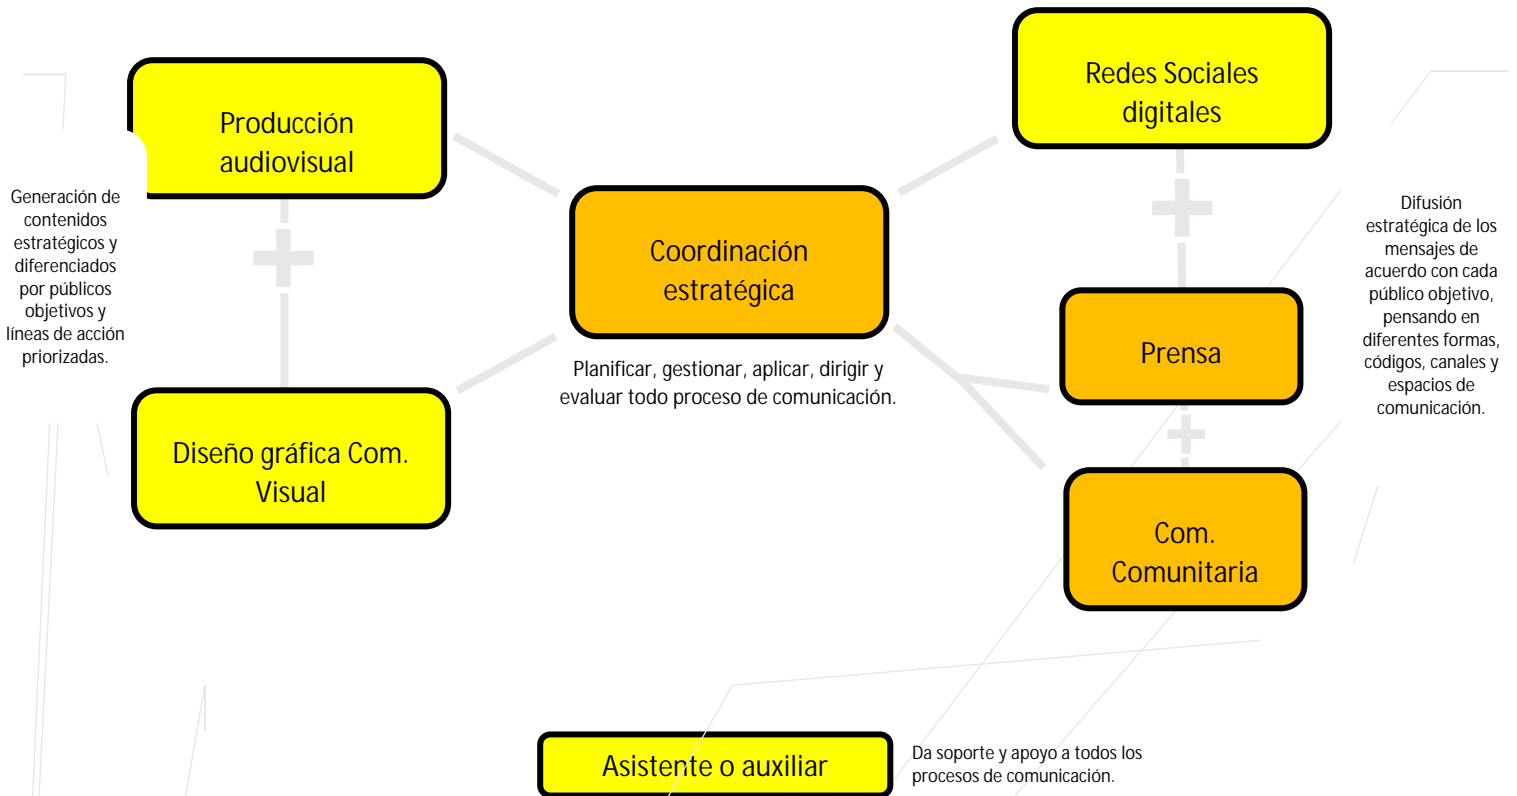 Redes Sociales
digitales
Producción
audiovisual
Generación de
contenidos
estratégicos y
diferenciados
por públicos
objetivos y
líneas de acción
priorizadas.
Coordinación
estratégica
Planificar, gestionar, aplicar, dirigir y
evaluar todo proceso de comunicación.
Difusión
estratégica de los
mensajes de
acuerdo con cada
público objetivo,
pensando en
diferentes formas,
códigos, canales y
espacios de
comunicación.
Prensa
Diseño gráfica Com.
Visual
Com.
Comunitaria
Asistente o auxiliar
Da soporte y apoyo a todos los
procesos de comunicación.